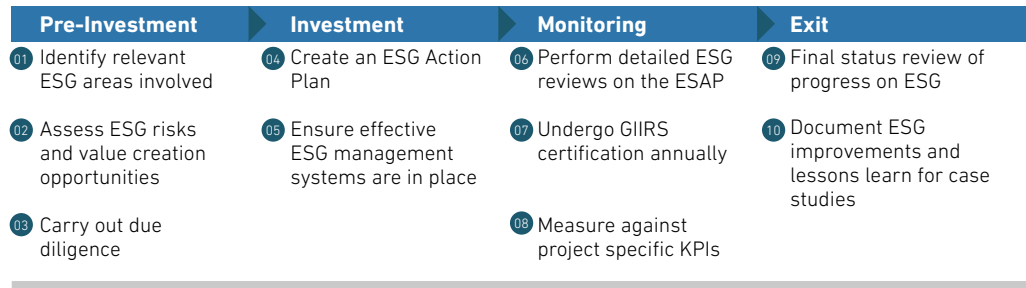 Pre-Investment
Investment
Monitoring
Exit
01 Identify relevant
ESG areas involved
02 Assess ESG risks
and value creation
opportunities
03 Carry out due
diligence
04 Create an ESG Action
Plan
05 Ensure effective
ESG management
systems are in place
06 Perform detailed ESG
reviews on the ESAP
07 Undergo GIIRS
certification annually
08 Measure against
project specific KPIs
09 Final status review of
progress on ESG
10 Document ESG
improvements and
lessons learn for case
studies